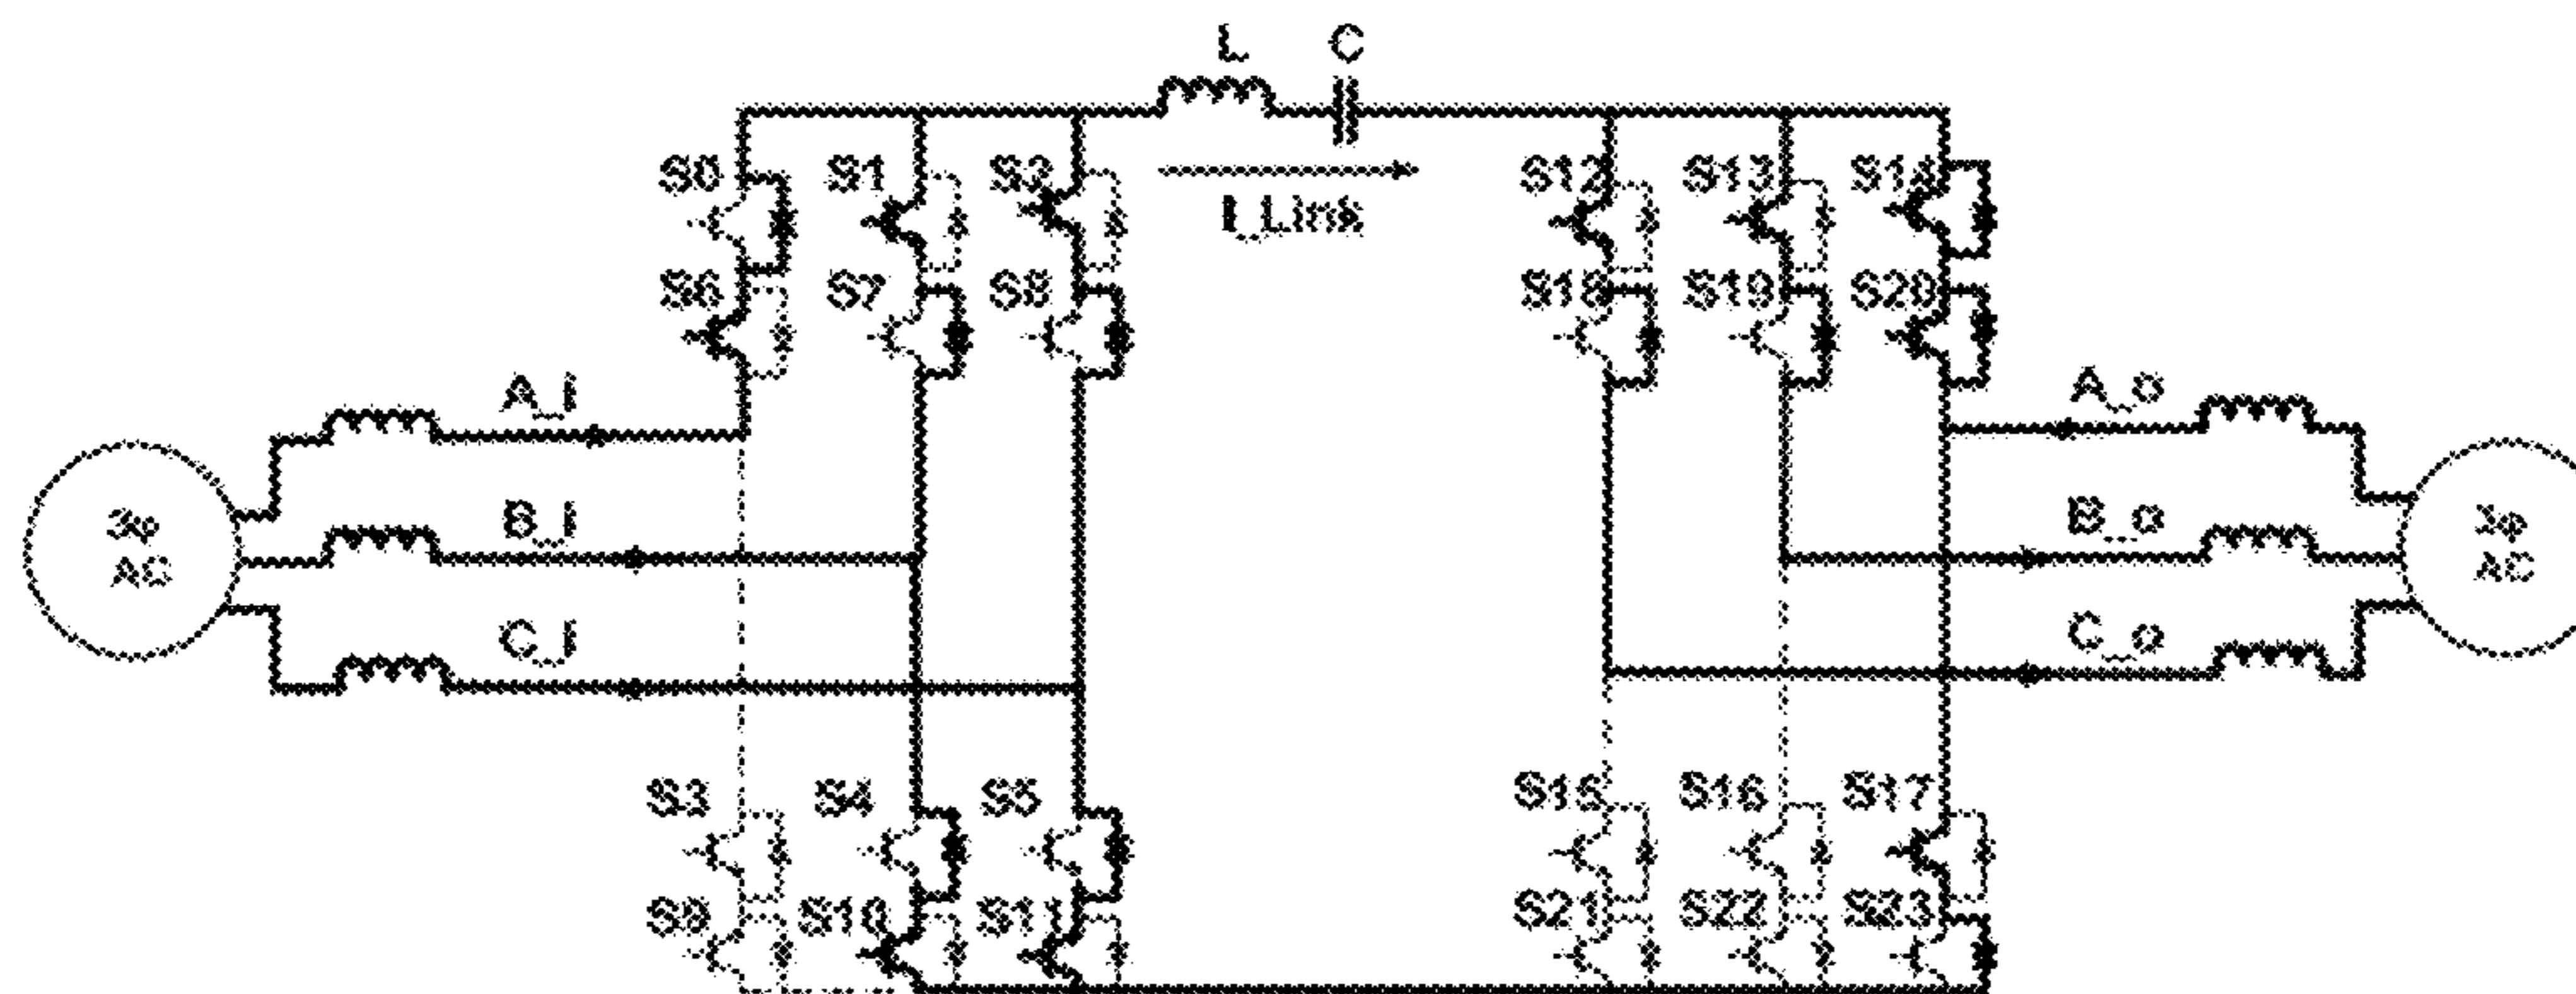 L C
S0 S1 S2 S12 S13 S14
I_Link
S6 S7 S8 S18 S19 S20
A_i A_o
B_i B_o
3φ 3φ
AC AC
C_i C_o
S3 S4 S5 S15 S16 S17
S9 S10 S11 S21 S22 S23